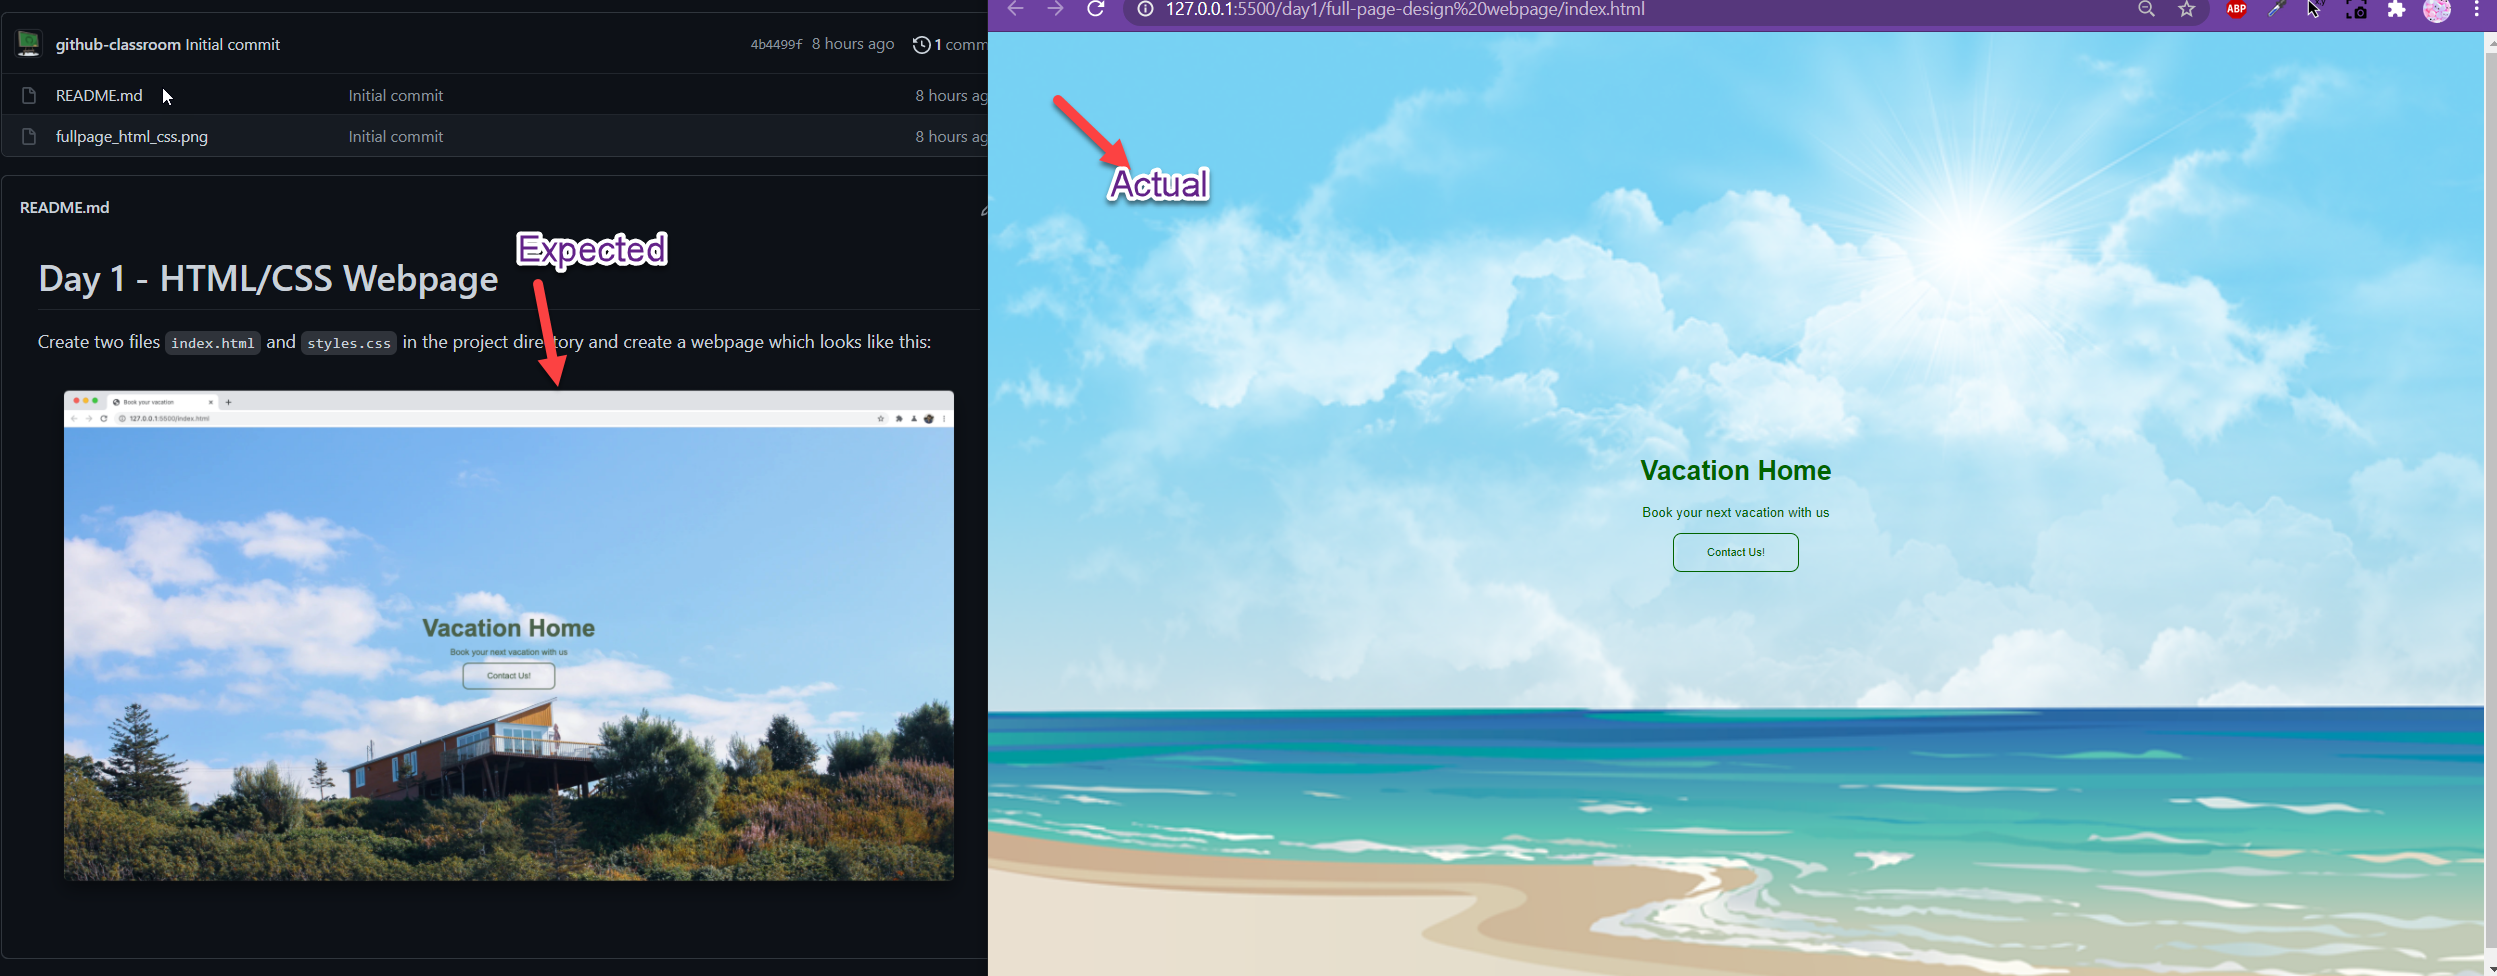 github-classroom Initial commit
4b4499f 8 hours ago 1 comm
README.md Initial commit 8 hours ag
fullpage_html_css.png Initial commit 8 hours ag
README.md
Expected
Day 1 - HTML/CSS Webpage
Create two files index.html and styles.css in the project directory and create a webpage which looks like this:
Book your vacation
127.0.0.1:5500/index.html
Vacation Home
Book your next vacation with us
Contact Us!
127.0.0.1:5500/day1/full-page-design%20webpage/index.html
ABP
Actual
Vacation Home
Book your next vacation with us
Contact Us!